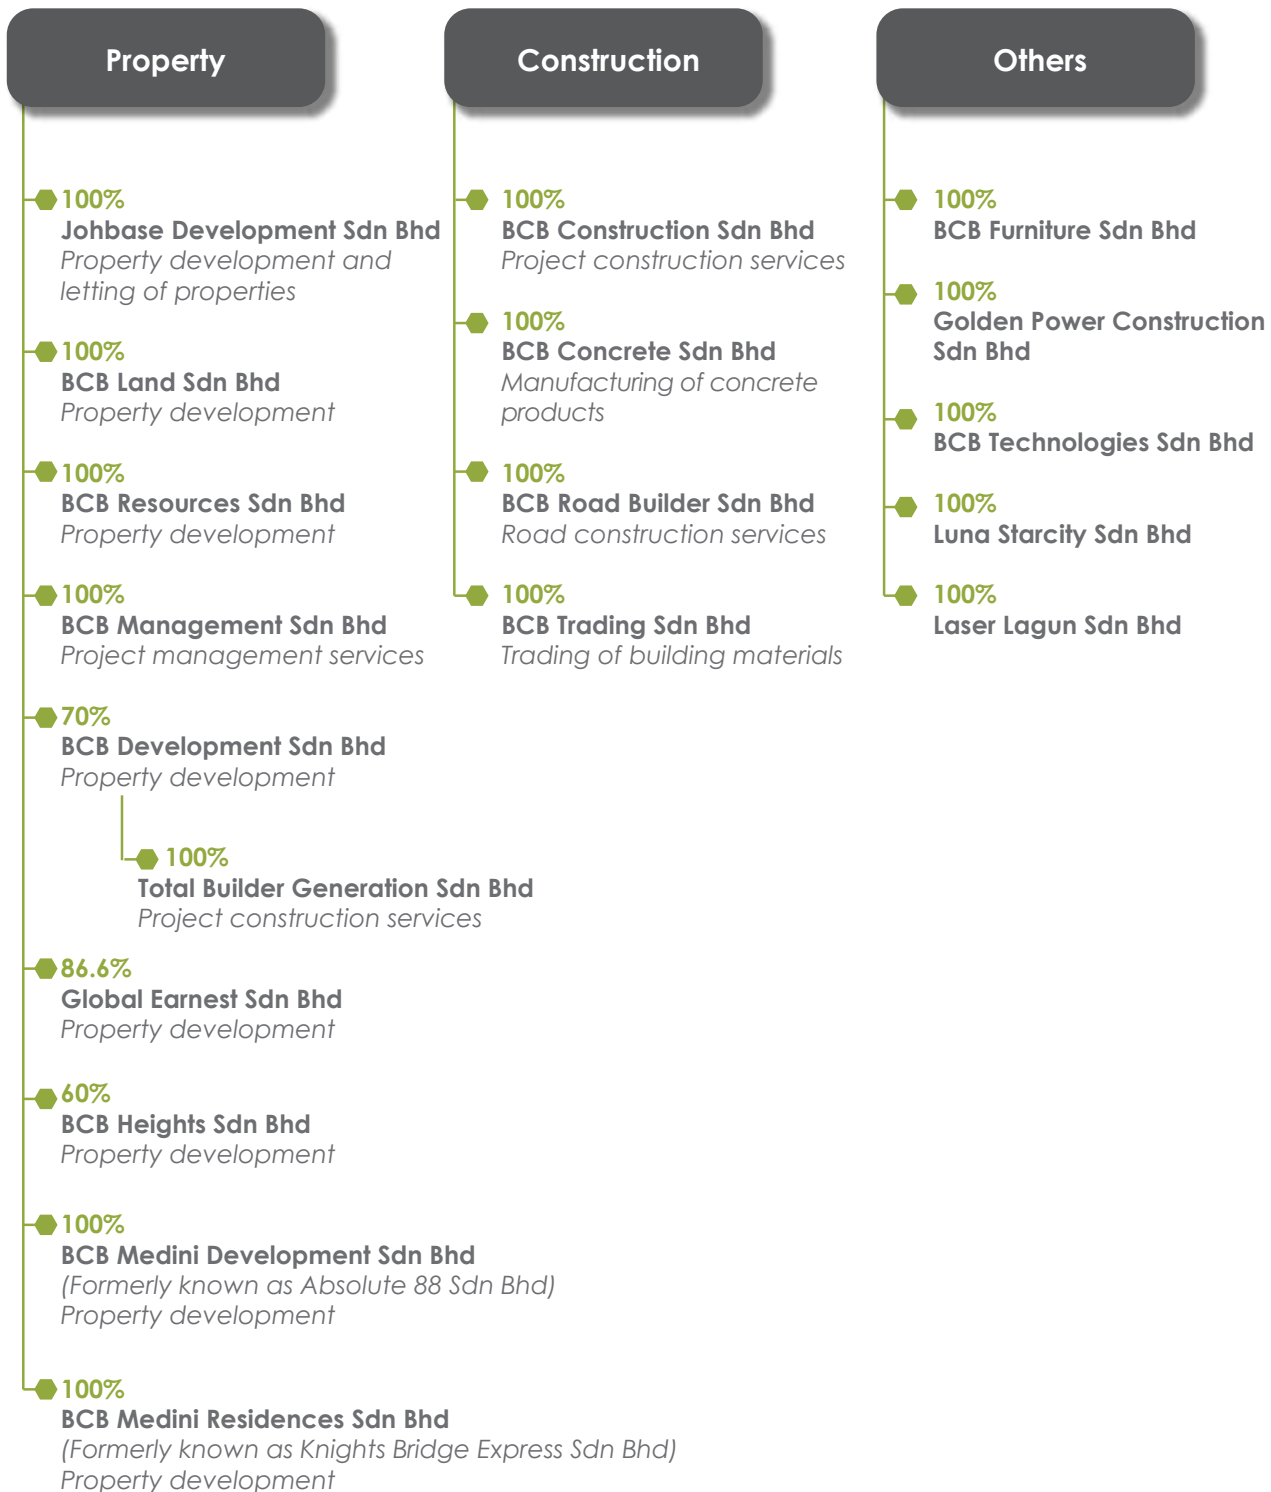 Property
100%
Johbase Development Sdn Bhd
Property development and
letting of properties
100%
BCB Land Sdn Bhd
Property development
100%
BCB Resources Sdn Bhd
Property development
100%
BCB Management Sdn Bhd
Project management services
70%
BCB Development Sdn Bhd
Property development
100%
Total Builder Generation Sdn Bhd
Project construction services
86.6%
Global Earnest Sdn Bhd
Property development
60%
BCB Heights Sdn Bhd
Property development
100%
BCB Medini Development Sdn Bhd
(Formerly known as Absolute 88 Sdn Bhd)
Property development
100%
BCB Medini Residences Sdn Bhd
(Formerly known as Knights Bridge Express Sdn Bhd)
Property development
Construction
100%
BCB Construction Sdn Bhd
Project construction services
100%
BCB Concrete Sdn Bhd
Manufacturing of concrete
products
100%
BCB Road Builder Sdn Bhd
Road construction services
100%
BCB Trading Sdn Bhd
Trading of building materials
Others
100%
BCB Furniture Sdn Bhd
100%
Golden Power Construction
Sdn Bhd
100%
BCB Technologies Sdn Bhd
100%
Luna Starcity Sdn Bhd
100%
Laser Lagun Sdn Bhd